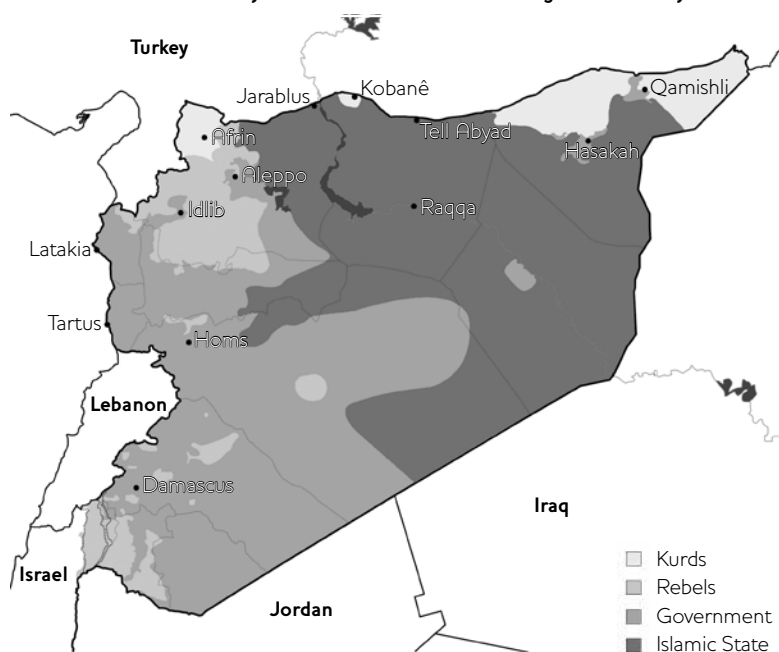 Turkey
Kobanê
Jarablus
Qamishli
Tell Abyad
Afrin
Hasakah
Aleppo
Idlib
Raqqa
Latakia
Tartus
Homs
Lebanon
Damascus
Iraq
Israel
Jordan
Kurds
Rebels
Government
Islamic State